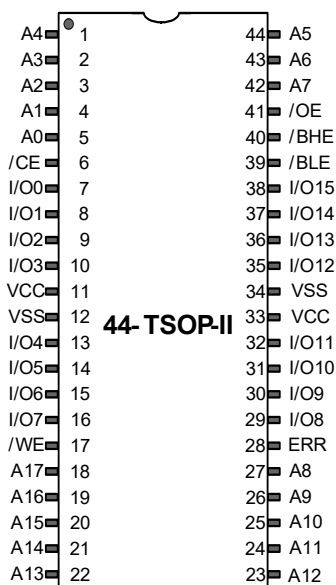 A4 1 44 A5
A3 2 43 A6
A2 3 42 A7
A1 4 41 /OE
A0 5 40 /BHE
/CE 6 39 /BLE
I/O0 7 38 I/O15
I/O1 8 37 I/O14
I/O2 9 36 I/O13
I/O3 10 35 I/O12
VCC 11 34 VSS
VSS 12 33 VCC
44-TSOP-II
I/O4 13 32 I/O11
I/O5 14 31 I/O10
I/O6 15 30 I/O9
I/O7 16 29 I/O8
/WE 17 28 ERR
A17 18 27 A8
A16 19 26 A9
A15 20 25 A10
A14 21 24 A11
A13 22 23 A12